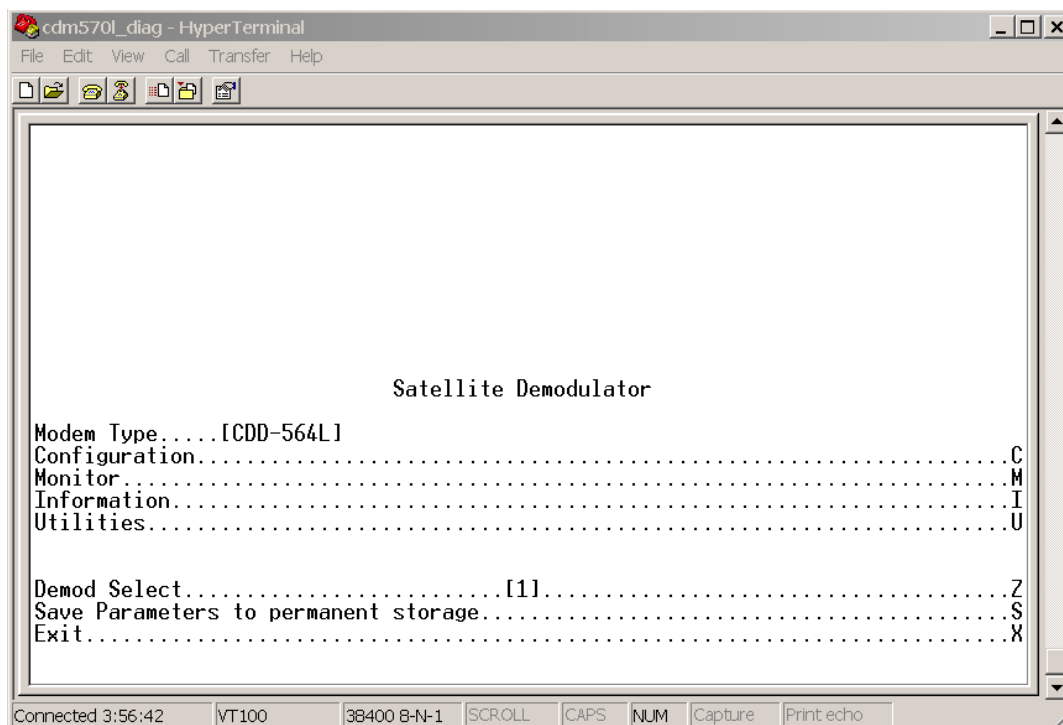 cdm570l_diag - HyperTerminal
File Edit View Call Transfer Help
Satellite Demodulator
Modem Type.....[CDD-564L]
Configuration..................................................................C
Monitor........................................................................M
Information....................................................................I
Utilities......................................................................U
Demod Select..........................[1]......................................Z
Save Parameters to permanent storage...........................................S
Exit...........................................................................X
Connected 3:56:42 VT100 38400 8-N-1 SCROLL CAPS NUM Capture Print echo